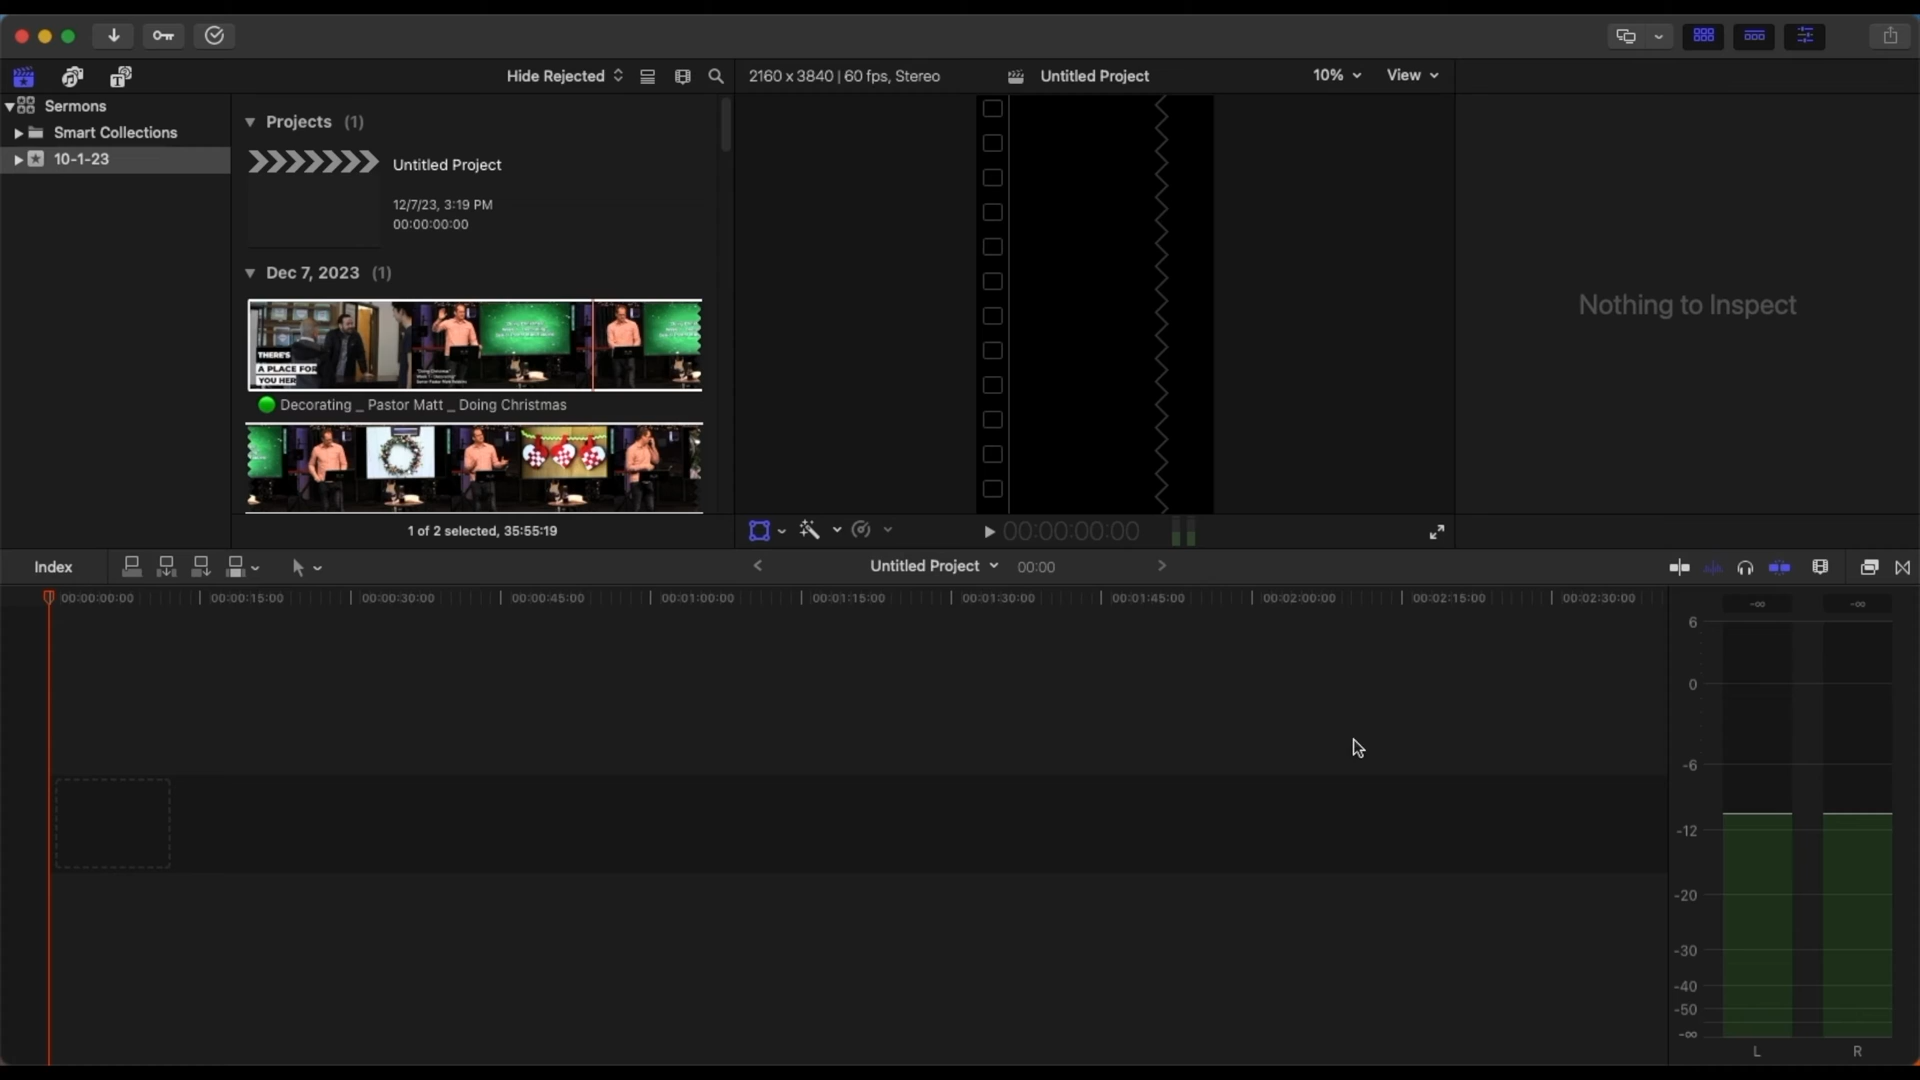 Hide Rejected
2160 x 3840 | 60 fps, Stereo
Untitled Project
10%
View
Sermons
Smart Collections
10-1-23
Projects (1)
Untitled Project
12/7/23, 3:19 PM
00:00:00:00
Dec 7, 2023 (1)
THERE'S
A PLACE FOR
YOU HER
Decorating _ Pastor Matt _ Doing Christmas
1 of 2 selected, 35:55:19
Nothing to Inspect
00:00:00:00
Index
Untitled Project
00:00
00:00:00:00
00:00:15:00
00:00:30:00
00:00:45:00
00:01:00:00
00:01:15:00
00:01:30:00
00:01:45:00
00:02:00:00
00:02:15:00
00:02:30:00
-∞
-∞
6
0
-6
-12
-20
-30
-40
-50
-∞
L
R